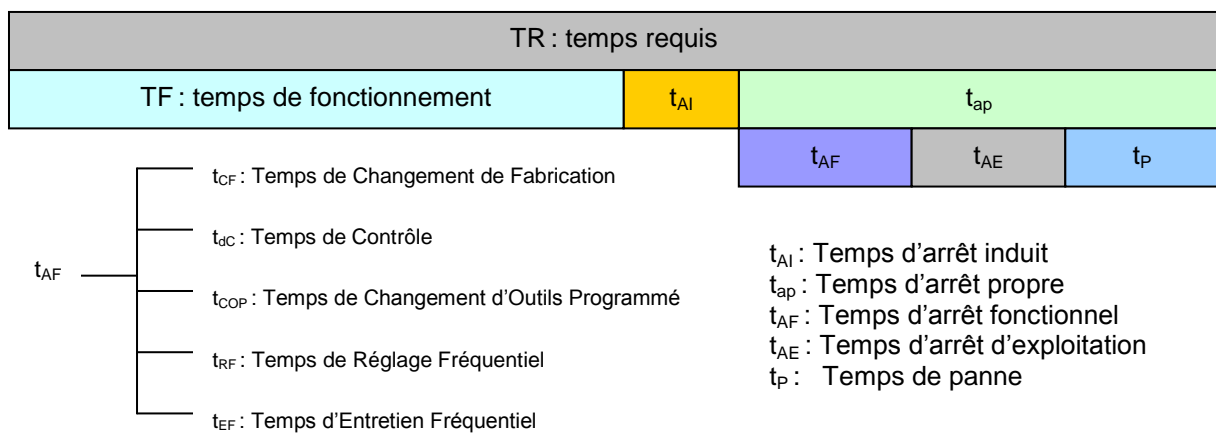 TR : temps requis
TF : temps de fonctionnement
tAI
tap
tAF
tAE
tP
tCF : Temps de Changement de Fabrication
tdC : Temps de Contrôle
tAF
tCOP : Temps de Changement d'Outils Programmé
tRF : Temps de Réglage Fréquentiel
tEF : Temps d'Entretien Fréquentiel
tAI : Temps d'arrêt induit
tap : Temps d'arrêt propre
tAF : Temps d'arrêt fonctionnel
tAE : Temps d'arrêt d'exploitation
tP : Temps de panne